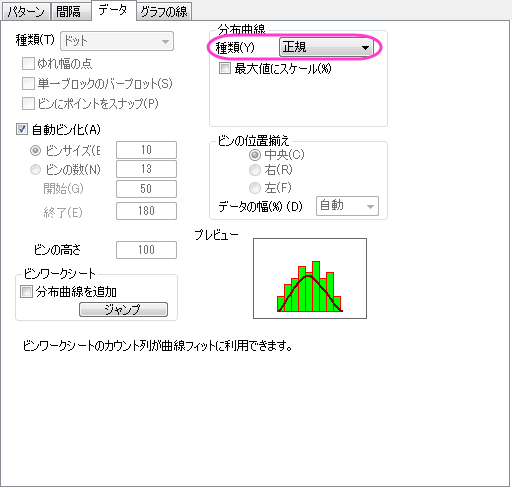 パターン 間隔 データ グラフの線
種類(T) ドット
ゆれ幅の点
単一ブロックのバープロット(S)
ビンにポイントをスナップ(P)
自動ビン化(A)
ビンサイズ(E 10
ビンの数(N) 13
開始(G) 50
終了(E) 180
ビンの高さ 100
ビンワークシート
分布曲線を追加
ジャンプ
分布曲線
種類(Y) 正規
最大値にスケール(%)
ビンの位置揃え
中央(C)
右(R)
左(F)
データの幅(%) (D) 自動
プレビュー
ビンワークシートのカウント列が曲線フィットに利用できます。